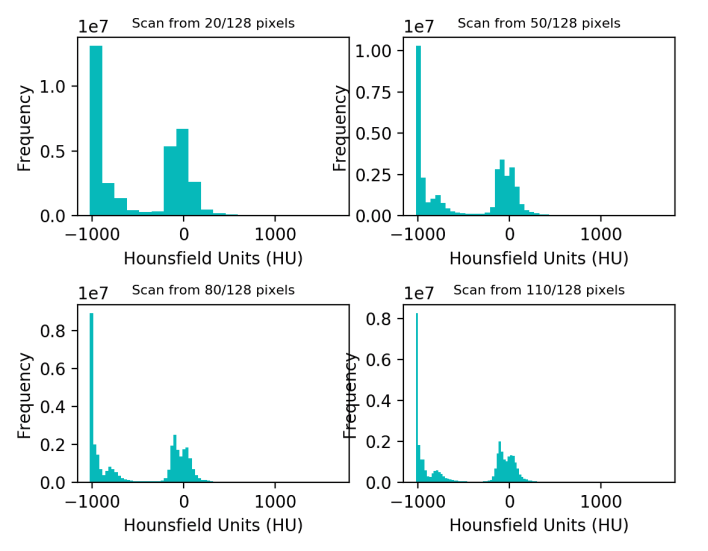 Scan from 20/128 pixels
1e7
Frequency
1.0
0.5
0.0
−1000 0 1000
Hounsfield Units (HU)
Scan from 50/128 pixels
1e7
Frequency
1.00
0.75
0.50
0.25
0.00
−1000 0 1000
Hounsfield Units (HU)
Scan from 80/128 pixels
1e7
Frequency
0.8
0.6
0.4
0.2
0.0
−1000 0 1000
Hounsfield Units (HU)
Scan from 110/128 pixels
1e7
Frequency
0.8
0.6
0.4
0.2
0.0
−1000 0 1000
Hounsfield Units (HU)